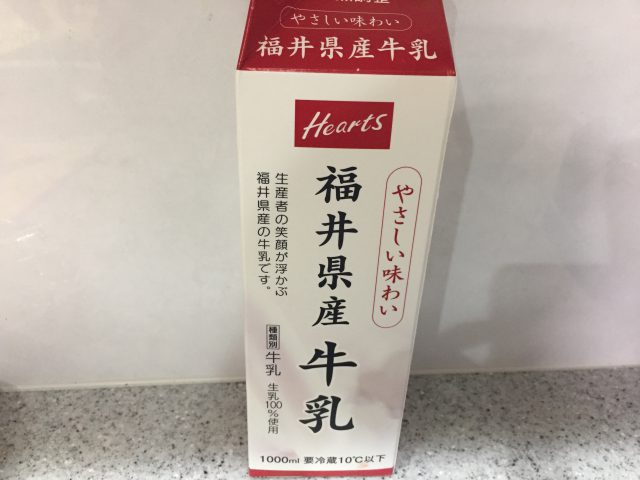 やさしい味わい
福井県産牛乳
Hearts
やさしい味わい
福井県産牛乳
生産者の笑顔が浮かぶ
福井県産の牛乳です。
種類別 牛乳 生乳100%使用
1000ml 要冷蔵10℃以下